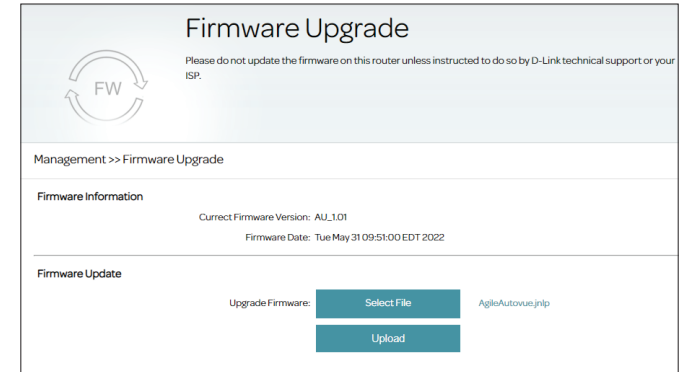 Firmware Upgrade
Please do not update the firmware on this router unless instructed to do so by D-Link technical support or your
ISP.
FW
Management >> Firmware Upgrade
Firmware Information
Currect Firmware Version: AU_1.01
Firmware Date: Tue May 31 09:51:00 EDT 2022
Firmware Update
Upgrade Firmware: Select File AgileAutovue.jnlp
Upload